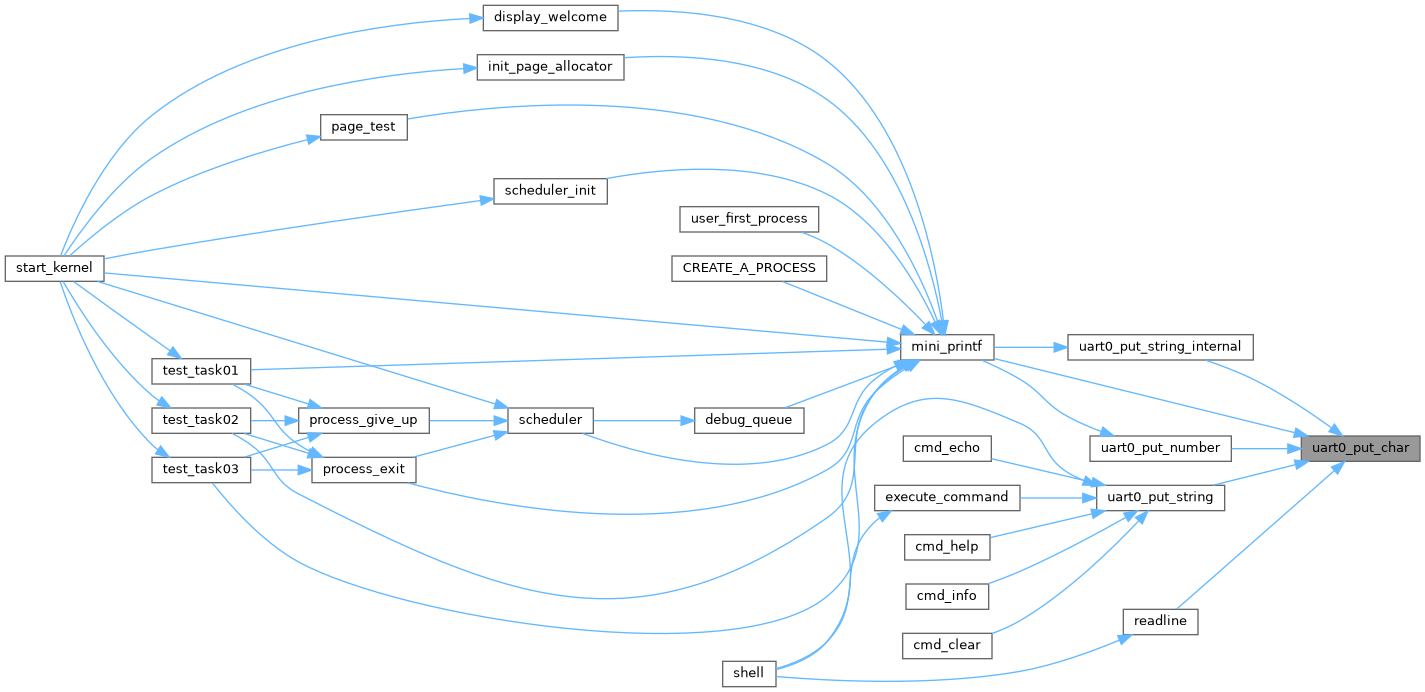 display_welcome
init_page_allocator
page_test
scheduler_init
user_first_process
CREATE_A_PROCESS
start_kernel
mini_printf
uart0_put_string_internal
test_task01
test_task02
process_give_up
scheduler
debug_queue
cmd_echo
uart0_put_number
uart0_put_char
test_task03
process_exit
execute_command
uart0_put_string
cmd_help
cmd_info
readline
cmd_clear
shell